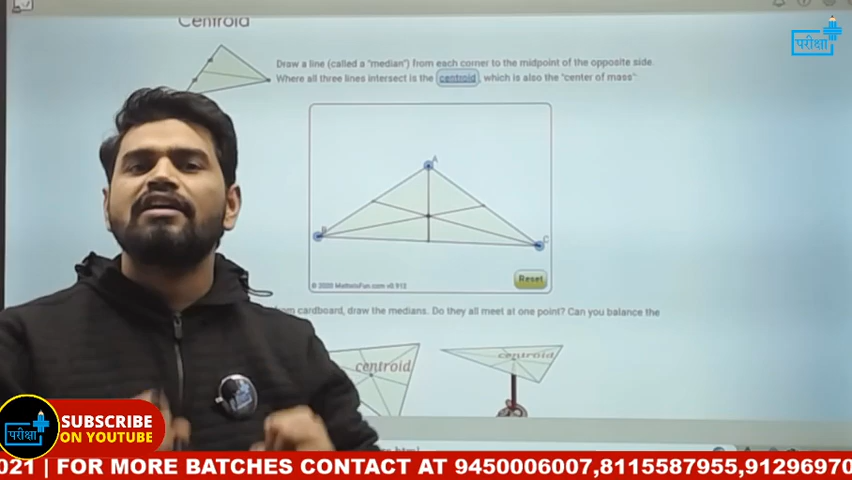 Centroid
परीक्षा
Draw a line (called a "median") from each corner to the midpoint of the opposite side.
Where all three lines intersect is the centroid, which is also the "center of mass":
A
B
C
© 2020 MathsIsFun.com v0.912
Reset
from cardboard, draw the medians. Do they all meet at one point? Can you balance the
centroid
centroid
परीक्षा
SUBSCRIBE
ON YOUTUBE
021 | FOR MORE BATCHES CONTACT AT 9450006007,8115587955,91296970